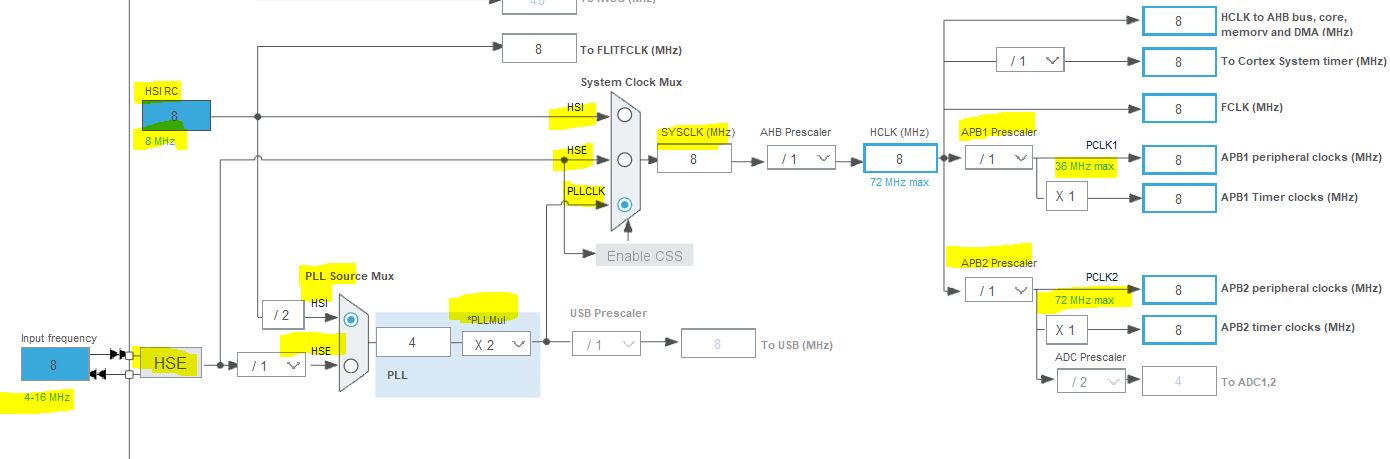 8
To FLITFCLK (MHz)
HSI RC
8
8 MHz
System Clock Mux
HSI
HSE
PLLCLK
Enable CSS
SYSCLK (MHz)
8
AHB Prescaler
/ 1
HCLK (MHz)
8
72 MHz max
8
HCLK to AHB bus, core,
memory and DMA (MHz)
/ 1
8
To Cortex System timer (MHz)
8
FCLK (MHz)
APB1 Prescaler
/ 1
PCLK1
36 MHz max
8
APB1 peripheral clocks (MHz)
X 1
8
APB1 Timer clocks (MHz)
APB2 Prescaler
/ 1
PCLK2
72 MHz max
8
APB2 peripheral clocks (MHz)
X 1
8
APB2 timer clocks (MHz)
ADC Prescaler
/ 2
4
To ADC1,2
PLL Source Mux
HSI
/ 2
HSE
/ 1
4
*PLLMul
X 2
PLL
USB Prescaler
/ 1
8
To USB (MHz)
Input frequency
8
4-16 MHz
HSE